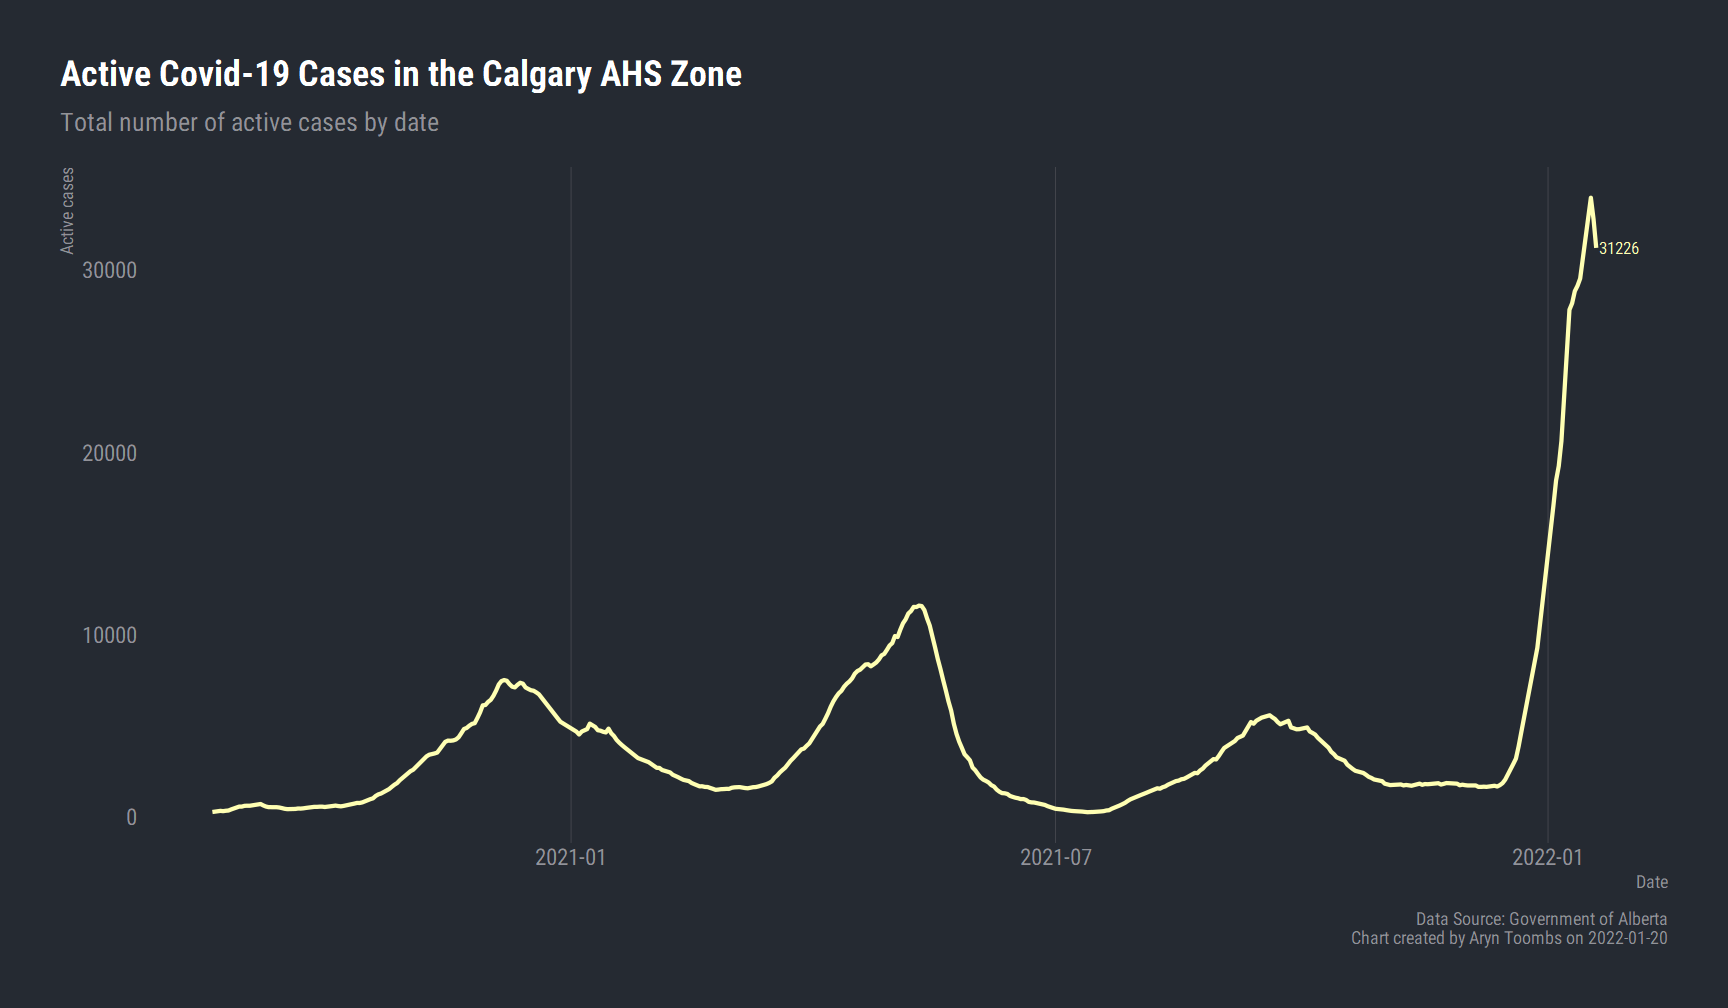 Active Covid-19 Cases in the Calgary AHS Zone
Total number of active cases by date
Active cases
30000
20000
10000
0
31226
2021-01
2021-07
2022-01
Date
Data Source: Government of Alberta
Chart created by Aryn Toombs on 2022-01-20